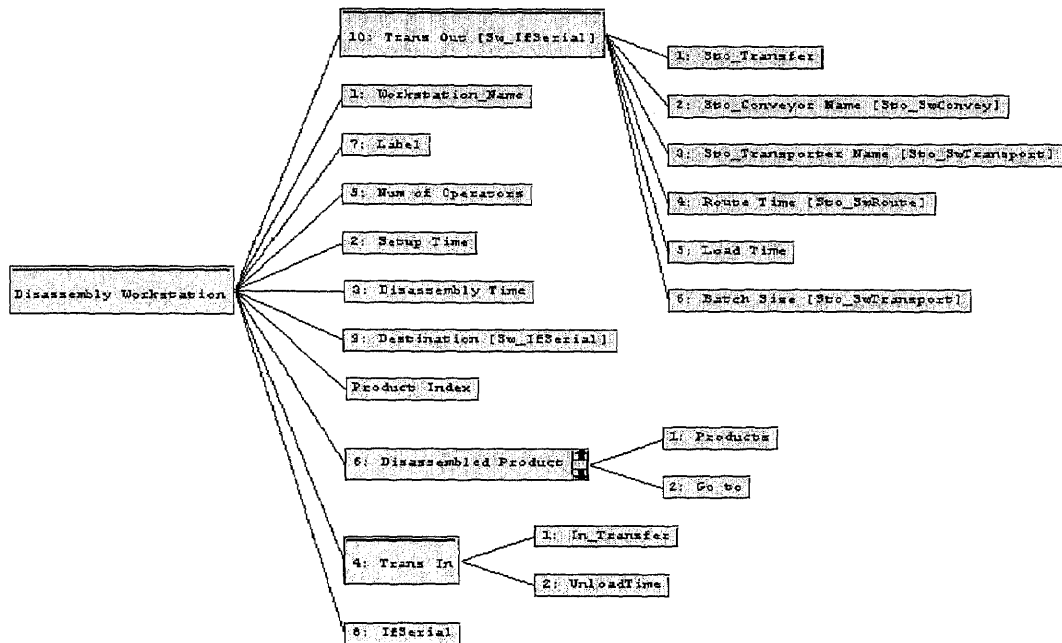 10: Trans Out [Sw_IfSerial]
1: Sto_Transfer
2: Sto_Conveyor Name [Sto_SwConvey]
3: Sto_Transporter Name [Sto_SwTransport]
4: Route Time [Sto_SwRoute]
5: Load Time
6: Batch Size [Sto_SwTransport]
1: Workstation_Name
7: Label
5: Num of Operators
2: Setup Time
Disassembly Workstation
3: Disassembly Time
9: Destination [Sw_IfSerial]
Product Index
6: Disassembled Product
1: Products
2: Go to
4: Trans In
1: In_Transfer
2: UnloadTime
8: IfSerial